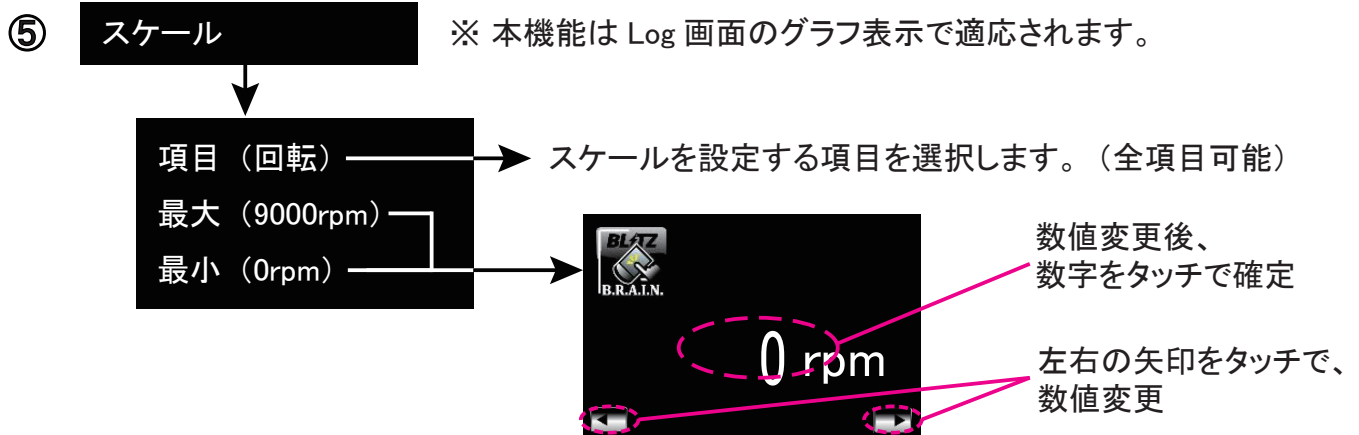 ⑤ スケール ※ 本機能は Log 画面のグラフ表示で適応されます。
項目（回転） スケールを設定する項目を選択します。（全項目可能）
最大（9000rpm）
最小（0rpm）
BLITZ
B.R.A.I.N.
0 rpm
数値変更後、
数字をタッチで確定
左右の矢印をタッチで、
数値変更